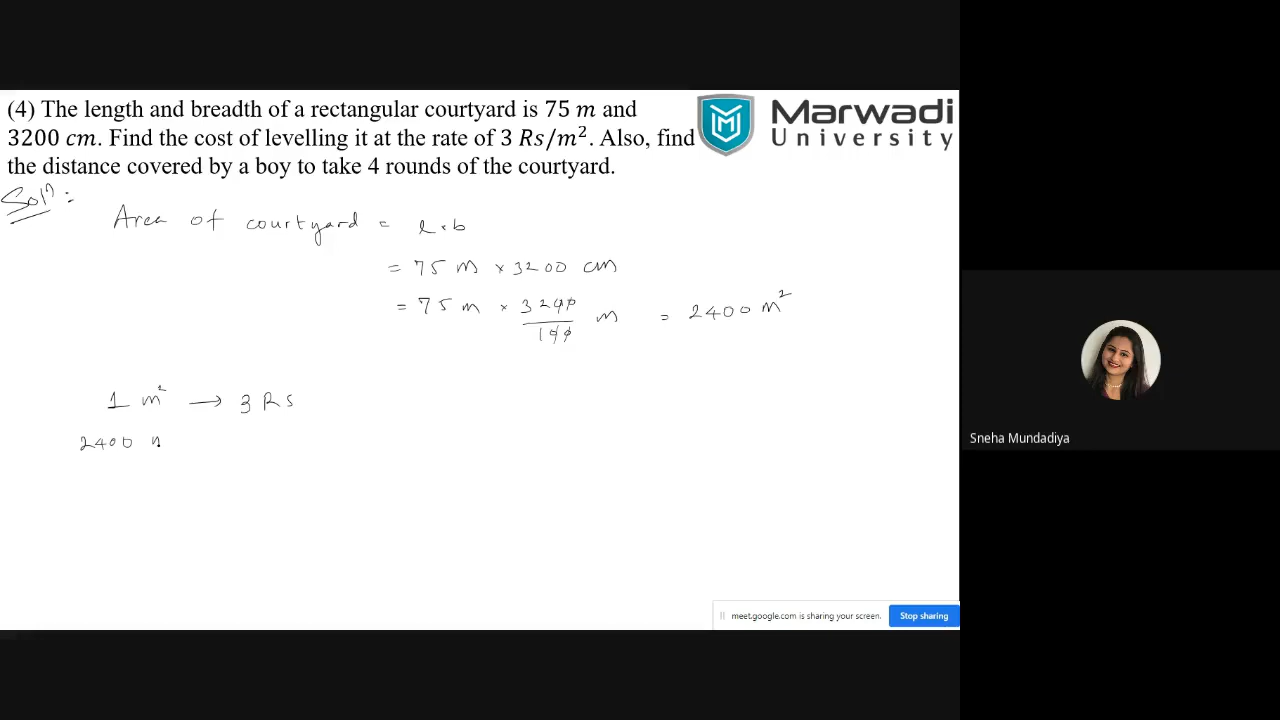 (4) The length and breadth of a rectangular courtyard is 75 m and
3200 cm. Find the cost of levelling it at the rate of 3 Rs/m². Also, find
the distance covered by a boy to take 4 rounds of the courtyard.
Marwadi
University
Solⁿ :
Area of courtyard = l · b
= 75 m × 3200 cm
= 75 m × 3200/100 m = 2400 m²
1 m² → 3 Rs
2400
Sneha Mundadiya
meet.google.com is sharing your screen.
Stop sharing